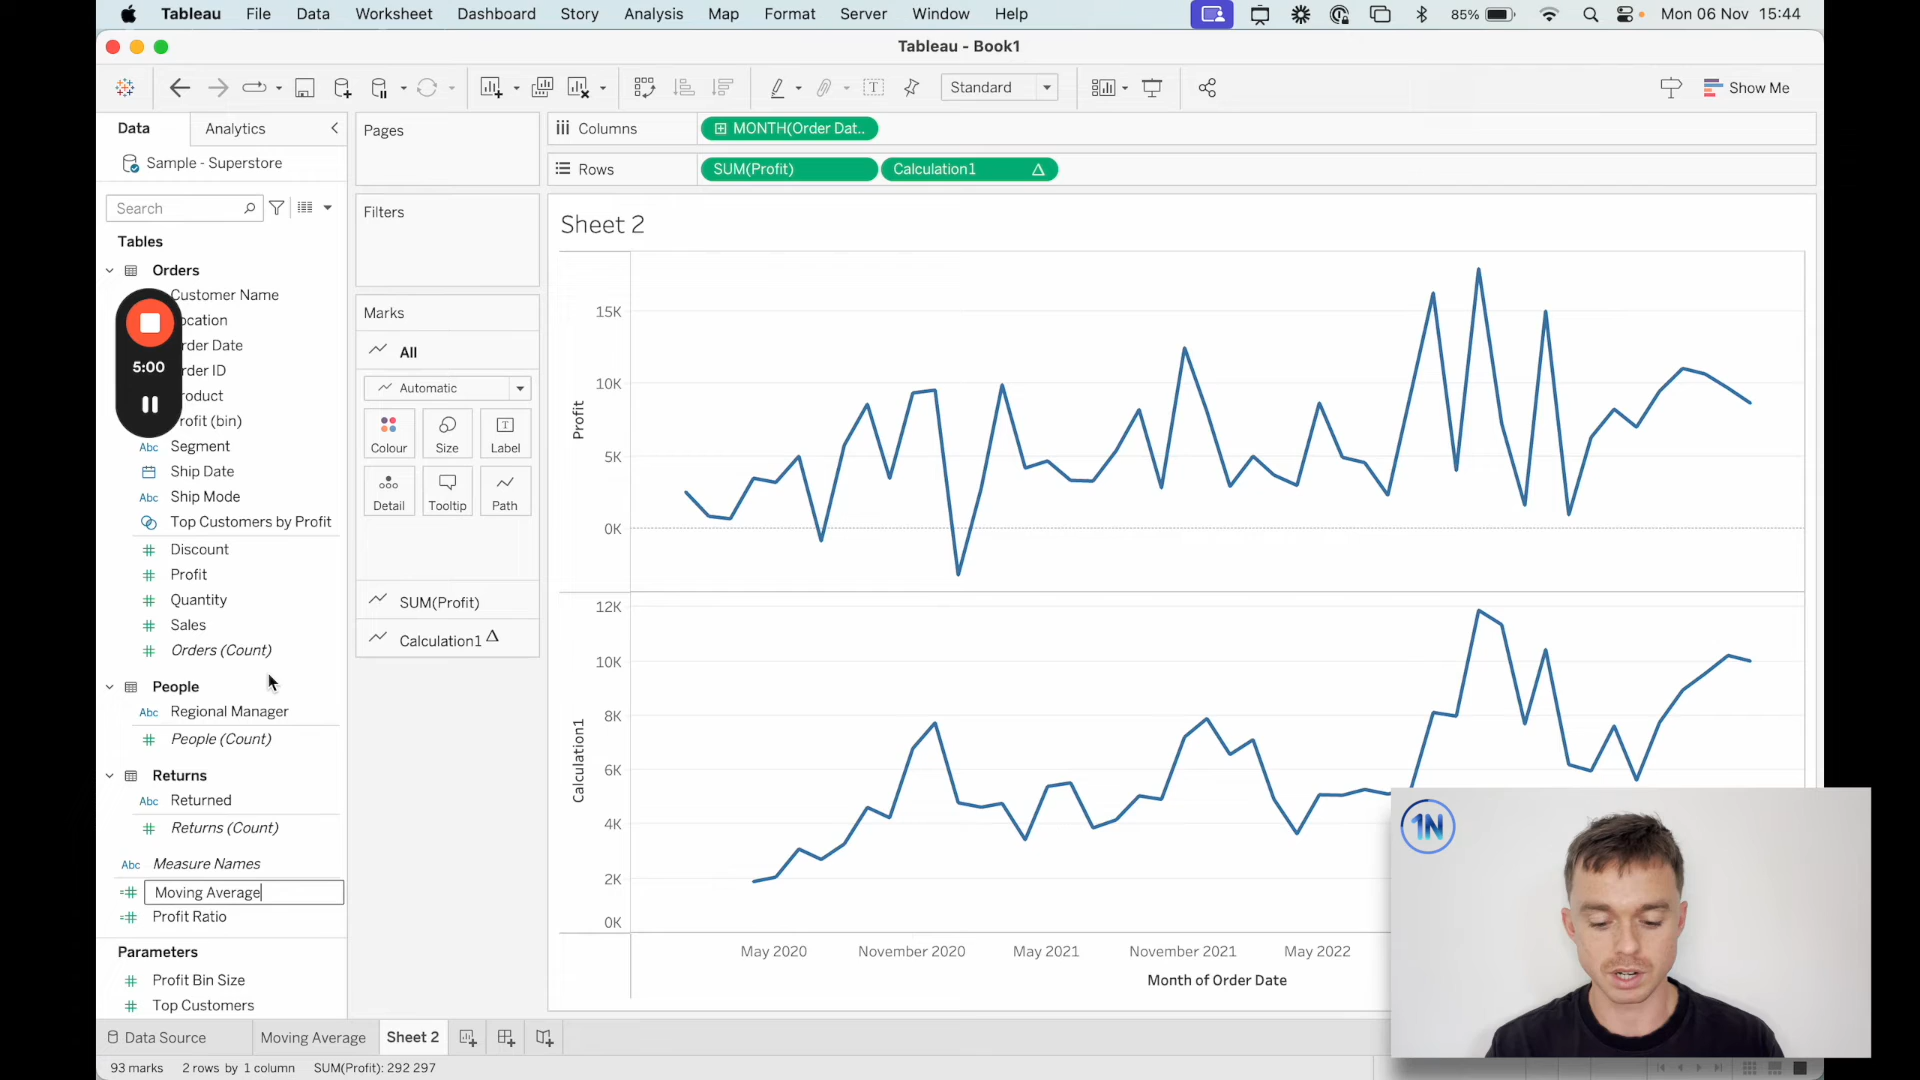 Tableau File Data Worksheet Dashboard Story Analysis Map Format Server Window Help 85% Mon 06 Nov 15:44
Tableau - Book1
Standard
Show Me
Data Analytics
Sample - Superstore
Search
Tables
Orders
Customer Name
ocation
rder Date
rder ID
roduct
rofit (bin)
Abc Segment
Ship Date
Abc Ship Mode
Top Customers by Profit
Discount
Profit
Quantity
Sales
Orders (Count)
People
Abc Regional Manager
People (Count)
Returns
Abc Returned
Returns (Count)
Abc Measure Names
Moving Average
Profit Ratio
Parameters
Profit Bin Size
Top Customers
5:00
Pages
Filters
Marks
All
Automatic
Colour Size Label
Detail Tooltip Path
SUM(Profit)
Calculation1
Columns MONTH(Order Dat..
Rows SUM(Profit) Calculation1
Sheet 2
Profit
15K
10K
5K
0K
Calculation1
12K
10K
8K
6K
4K
2K
0K
May 2020 November 2020 May 2021 November 2021 May 2022
Month of Order Date
1N
Data Source Moving Average Sheet 2
93 marks 2 rows by 1 column SUM(Profit): 292 297